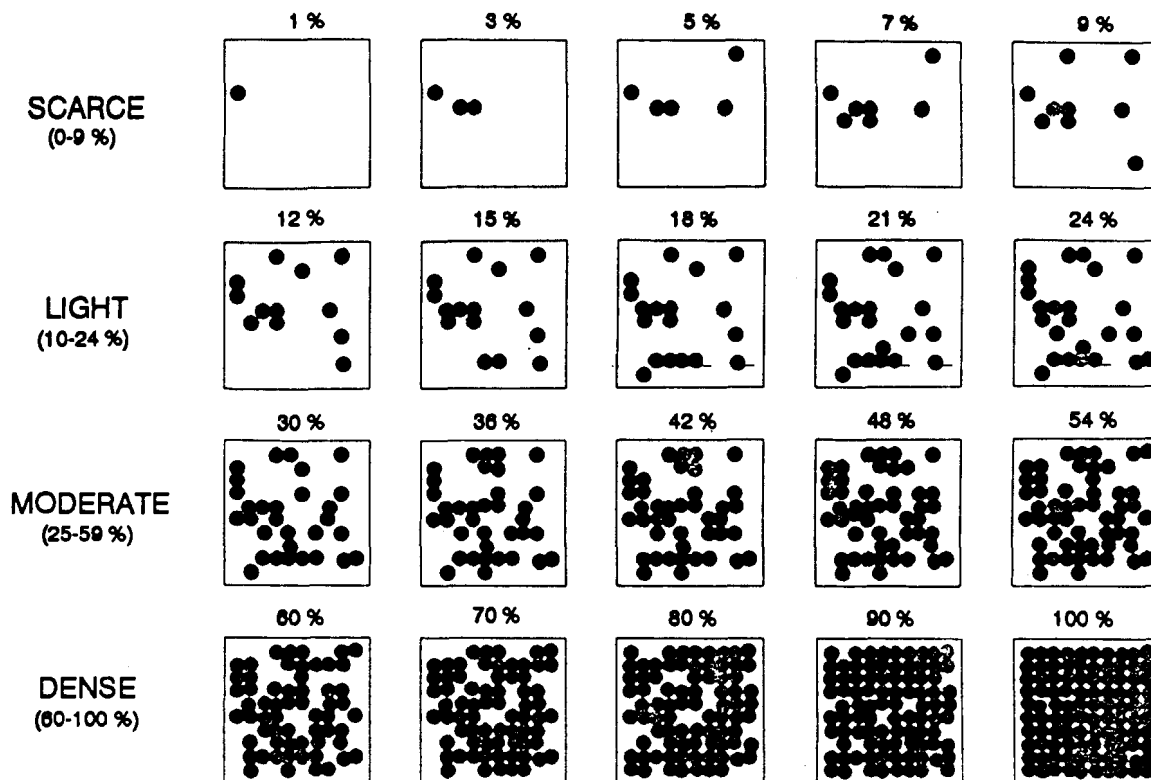 1 % 3 % 5 % 7 % 9 %
SCARCE
(0-9 %)
12 % 15 % 18 % 21 % 24 %
LIGHT
(10-24 %)
30 % 36 % 42 % 48 % 54 %
MODERATE
(25-59 %)
60 % 70 % 80 % 90 % 100 %
DENSE
(60-100 %)